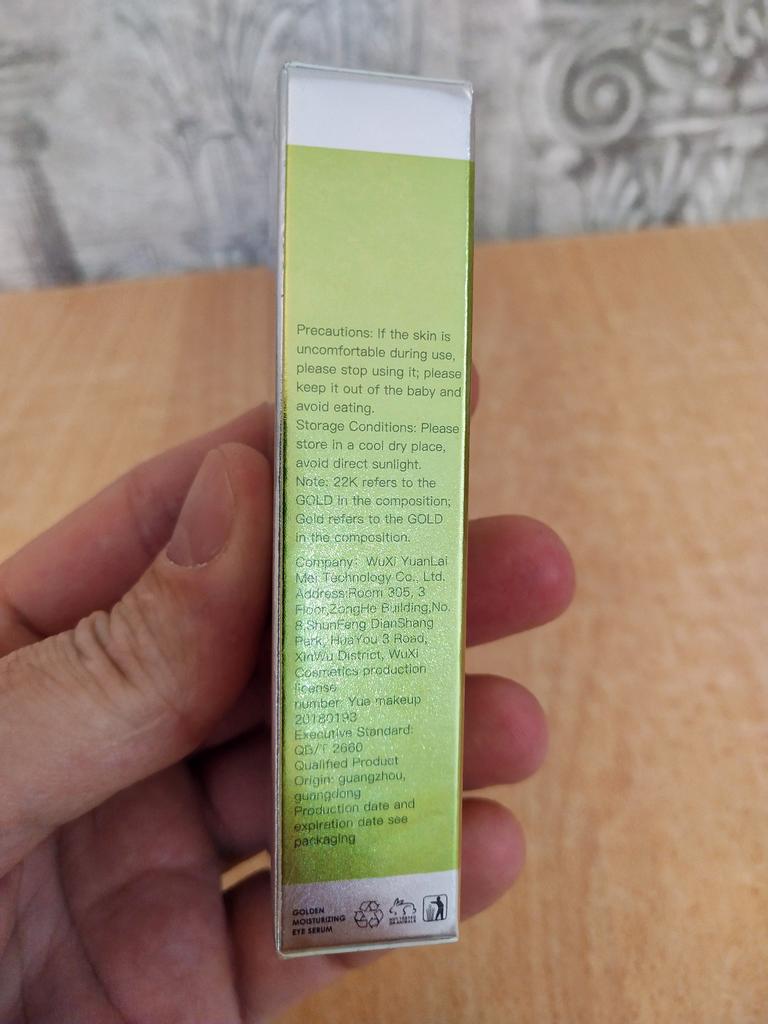 Precautions: If the skin is
uncomfortable during use,
please stop using it; please
keep it out of the baby and
avoid eating.
Storage Conditions: Please
store in a cool dry place,
avoid direct sunlight.
Note: 22K refers to the
GOLD in the composition;
Gold refers to the GOLD
in the composition.
Company: WuXi YuanLai
Mei Technology Co., Ltd.
Address:Room 305, 3
Floor,ZongHe Building,No.
8,ShunFeng DianShang
Park, HuaYou 3 Road,
XinWu District, WuXi
Cosmetics production
license
number: Yue makeup
20180193
Executive Standard:
QB/T 2660
Qualified Product
Origin: guangzhou,
guangdong
Production date and
expiration date see
packaging
GOLDEN
MOISTURIZING
EYE SERUM
NOT TESTED
ON ANIMALS